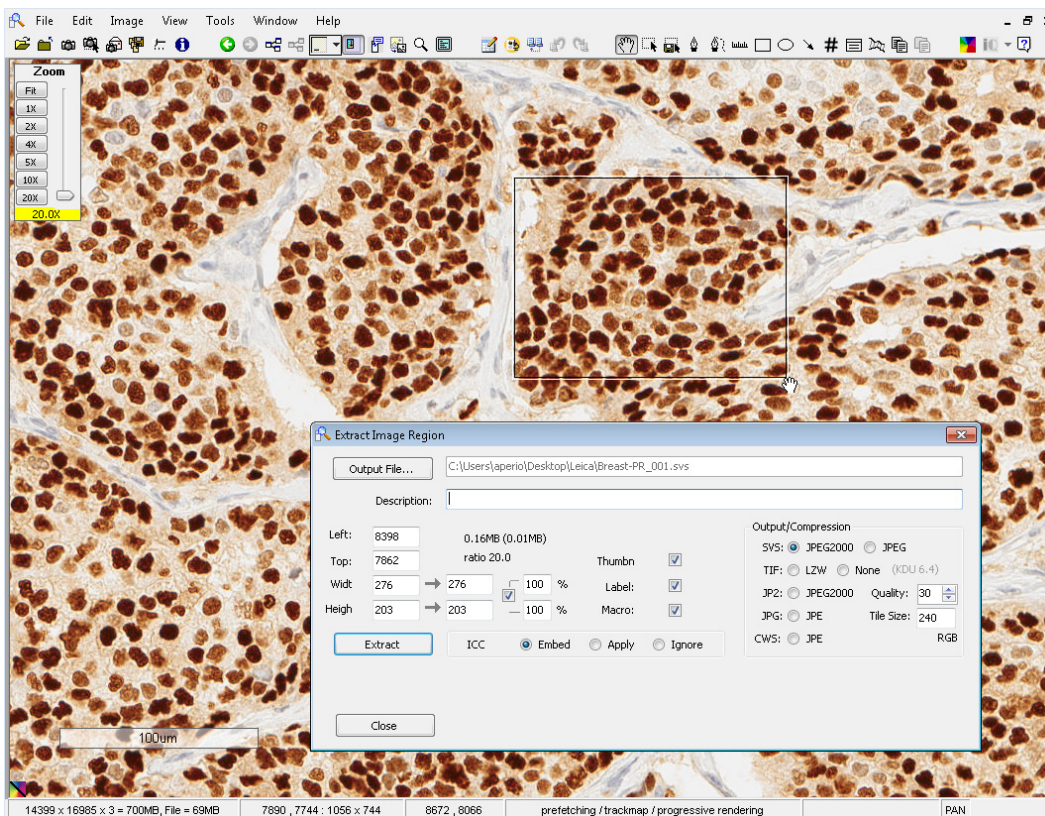 File Edit Image View Tools Window Help
Zoom
Fit
1X
2X
4X
5X
10X
20X
20.0X
Extract Image Region
Output File... C:\Users\aperio\Desktop\Leica\Breast-PR_001.svs
Description:
Left: 8398 0.16MB (0.01MB)
Top: 7862 ratio 20.0 Thumbn
Widt 276 276 100 % Label:
Heigh 203 203 100 % Macro:
Output/Compression
SVS: JPEG2000 JPEG
TIF: LZW None (KDU 6.4)
JP2: JPEG2000 Quality: 30
JPG: JPE Tile Size: 240
CWS: JPE RGB
Extract ICC Embed Apply Ignore
Close
100um
14399 x 16985 x 3 = 700MB, File = 69MB 7890 , 7744 : 1056 x 744 8672 , 8066 prefetching / trackmap / progressive rendering PAN